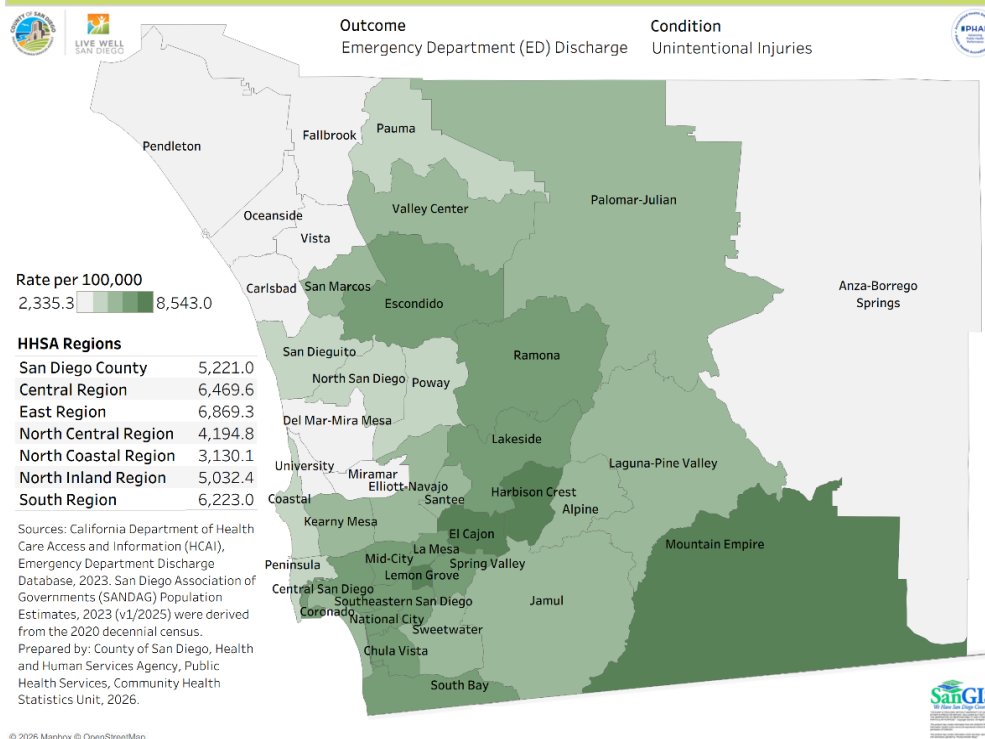 COUNTY OF SAN DIEGO
LIVE WELL
SAN DIEGO
Outcome
Emergency Department (ED) Discharge
Condition
Unintentional Injuries
PHAB
Pendleton
Fallbrook
Pauma
Oceanside
Valley Center
Palomar-Julian
Vista
Carlsbad
San Marcos
Escondido
Anza-Borrego
Springs
Rate per 100,000
2,335.3
8,543.0
HHSA Regions
San Diego County 5,221.0
Central Region 6,469.6
East Region 6,869.3
North Central Region 4,194.8
North Coastal Region 3,130.1
North Inland Region 5,032.4
South Region 6,223.0
San Dieguito
North San Diego
Poway
Ramona
Del Mar-Mira Mesa
Lakeside
University
Miramar
Elliott-Navajo
Santee
Harbison Crest
Laguna-Pine Valley
Coastal
Kearny Mesa
Alpine
El Cajon
Mountain Empire
La Mesa
Mid-City
Spring Valley
Peninsula
Lemon Grove
Central San Diego
Southeastern San Diego
Jamul
Coronado
National City
Sweetwater
Chula Vista
South Bay
Sources: California Department of Health
Care Access and Information (HCAI),
Emergency Department Discharge
Database, 2023. San Diego Association of
Governments (SANDAG) Population
Estimates, 2023 (v1/2025) were derived
from the 2020 decennial census.
Prepared by: County of San Diego, Health
and Human Services Agency, Public
Health Services, Community Health
Statistics Unit, 2026.
SanGI
© 2026 Mapbox © OpenStreetMap